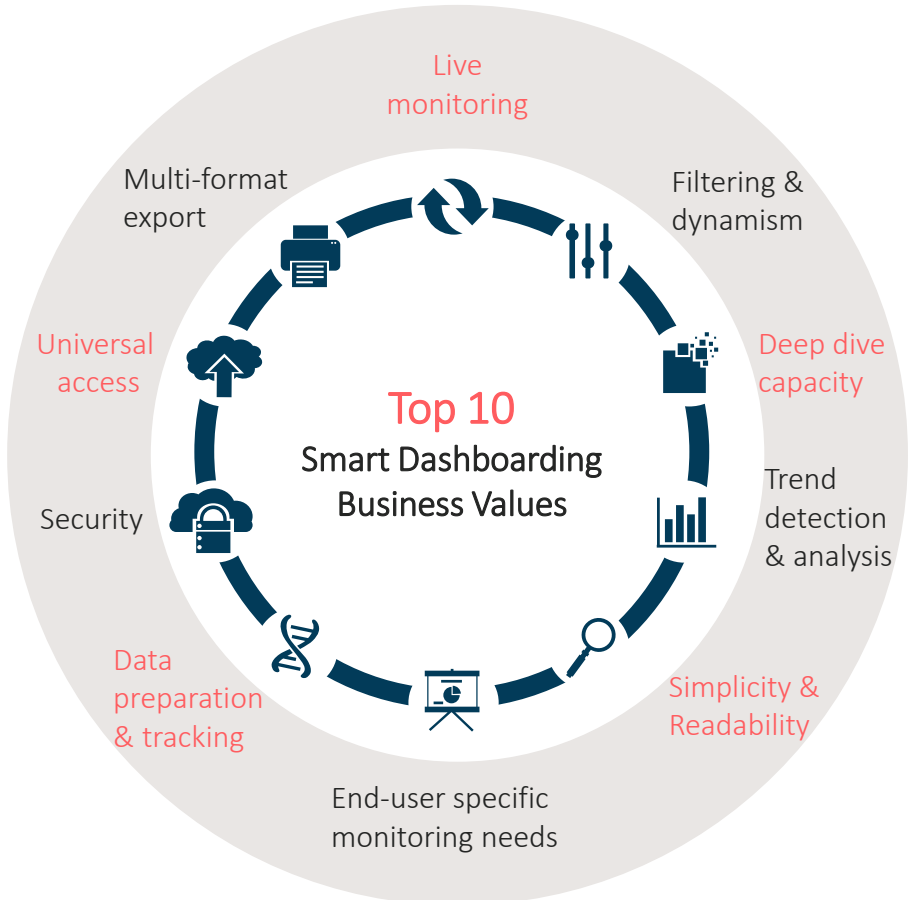 Live
monitoring
Filtering &
dynamism
Deep dive
capacity
Trend
detection
& analysis
Simplicity &
Readability
End-user specific
monitoring needs
Data
preparation
& tracking
Security
Universal
access
Multi-format
export
Top 10
Smart Dashboarding
Business Values